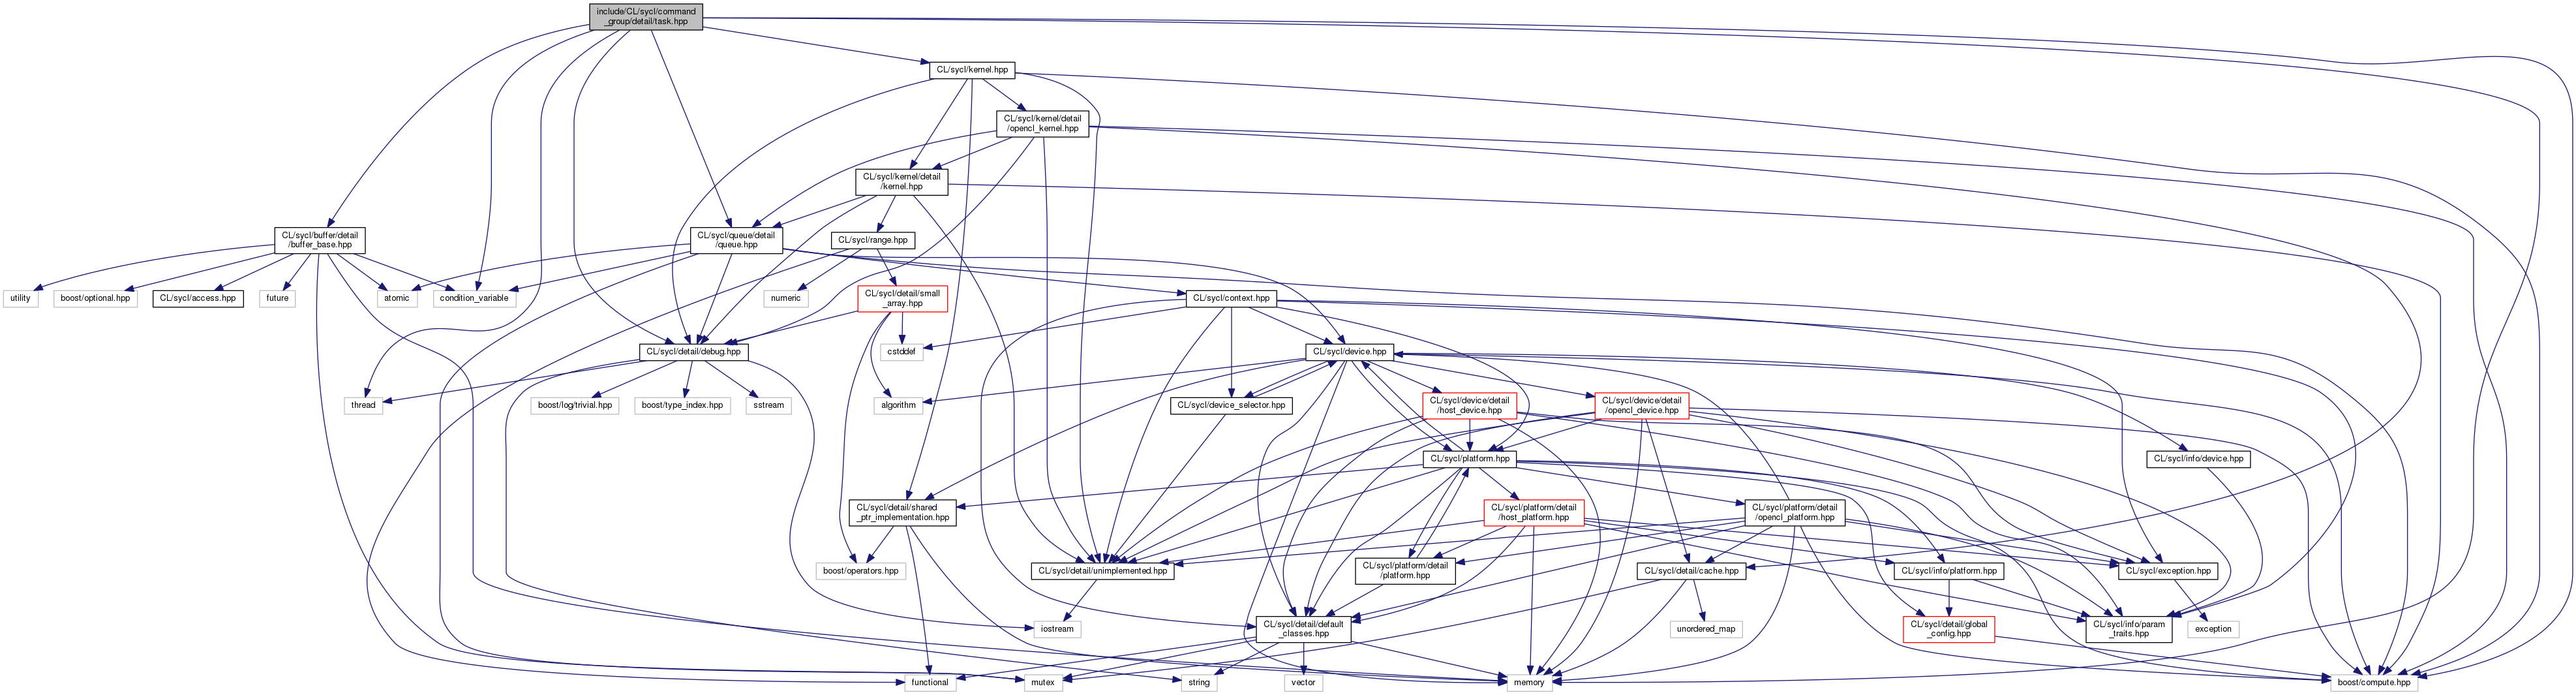 include/CL/sycl/command
_group/detail/task.hpp
CL/sycl/kernel.hpp
CL/sycl/kernel/detail
/opencl_kernel.hpp
CL/sycl/kernel/detail
/kernel.hpp
CL/sycl/buffer/detail
/buffer_base.hpp
CL/sycl/queue/detail
/queue.hpp
CL/sycl/range.hpp
utility
boost/optional.hpp
CL/sycl/access.hpp
future
atomic
condition_variable
numeric
CL/sycl/detail/small
_array.hpp
CL/sycl/context.hpp
CL/sycl/detail/debug.hpp
cstddef
CL/sycl/device.hpp
thread
boost/log/trivial.hpp
boost/type_index.hpp
sstream
algorithm
CL/sycl/device_selector.hpp
CL/sycl/device/detail
/host_device.hpp
CL/sycl/device/detail
/opencl_device.hpp
CL/sycl/platform.hpp
CL/sycl/info/device.hpp
CL/sycl/detail/shared
_ptr_implementation.hpp
CL/sycl/platform/detail
/host_platform.hpp
CL/sycl/platform/detail
/opencl_platform.hpp
boost/operators.hpp
CL/sycl/detail/unimplemented.hpp
CL/sycl/platform/detail
/platform.hpp
CL/sycl/detail/cache.hpp
CL/sycl/info/platform.hpp
CL/sycl/exception.hpp
iostream
CL/sycl/detail/default
_classes.hpp
unordered_map
CL/sycl/detail/global
_config.hpp
CL/sycl/info/param
_traits.hpp
exception
functional
mutex
string
vector
memory
boost/compute.hpp